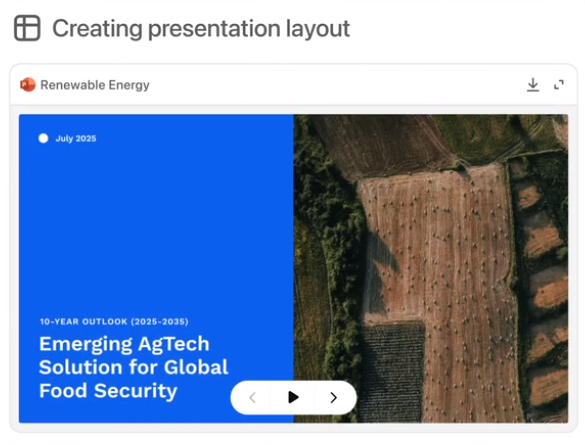 Creating presentation layout
Renewable Energy
July 2025
10-YEAR OUTLOOK (2025-2035)
Emerging AgTech
Solution for Global
Food Security